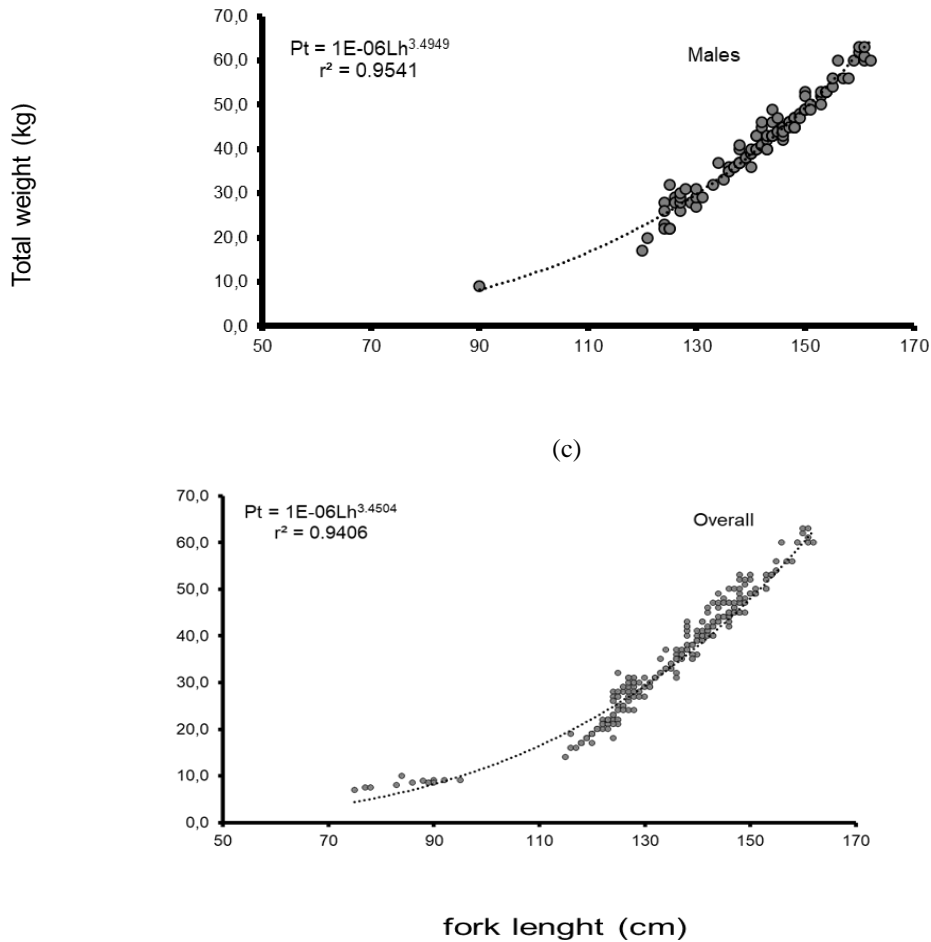 70,0
Pt = 1E-06Lh3.4949
r² = 0.9541
Males
60,0
50,0
40,0
30,0
20,0
10,0
0,0
50 70 90 110 130 150 170
Total weight (kg)
(c)
70,0
Pt = 1E-06Lh3.4504
r² = 0.9406
Overall
60,0
50,0
40,0
30,0
20,0
10,0
0,0
50 70 90 110 130 150 170
fork lenght (cm)